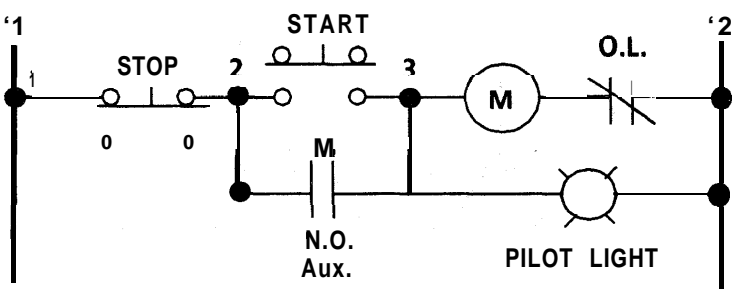 ‘1 START ‘2
O.L.
STOP 2 3
1
M
0 0
M
N.O.
Aux.
PILOT LIGHT